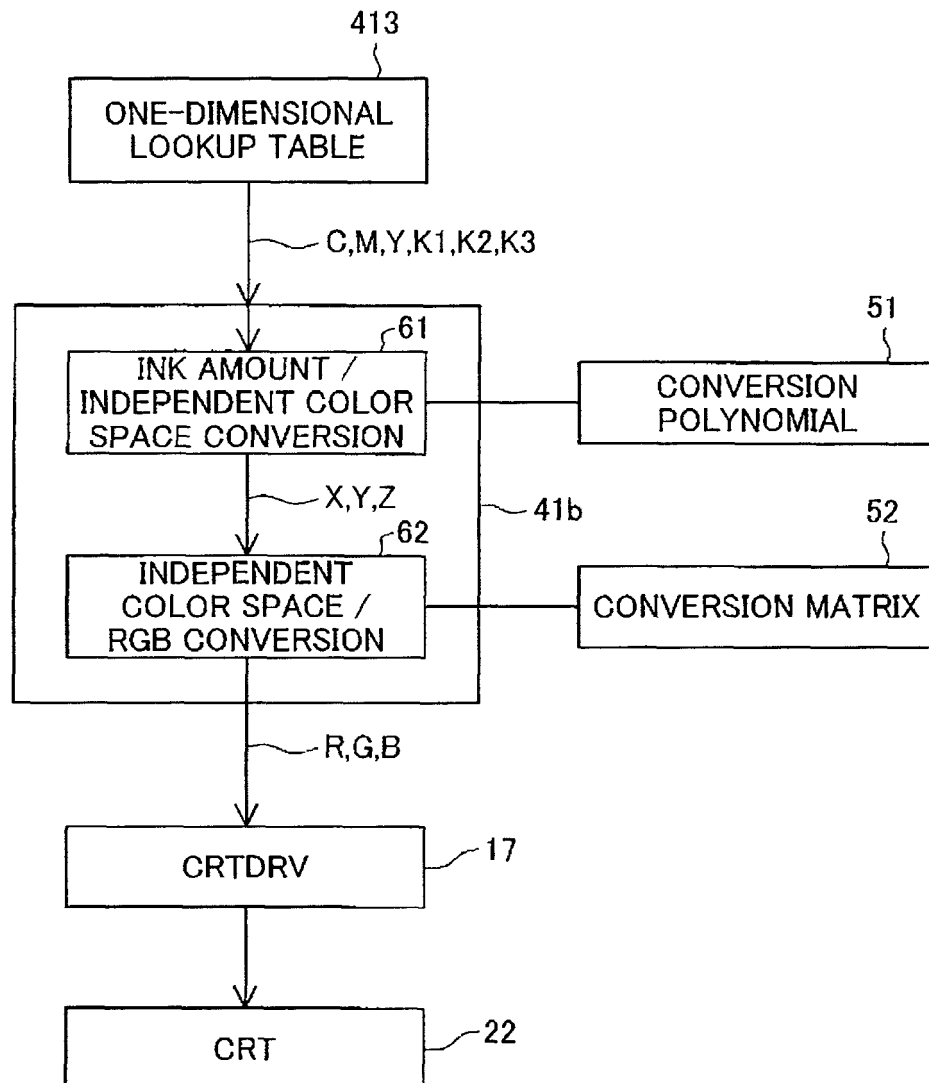 413
ONE-DIMENSIONAL
LOOKUP TABLE
C,M,Y,K1,K2,K3
61
INK AMOUNT /
INDEPENDENT COLOR
SPACE CONVERSION
51
CONVERSION
POLYNOMIAL
X,Y,Z
41b
62
INDEPENDENT
COLOR SPACE /
RGB CONVERSION
52
CONVERSION MATRIX
R,G,B
CRTDRV
17
CRT
22